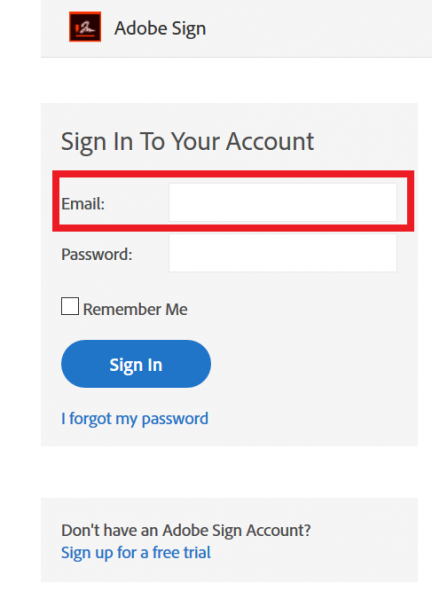 Adobe Sign
Sign In To Your Account
Email:
Password:
Remember Me
Sign In
I forgot my password
Don't have an Adobe Sign Account?
Sign up for a free trial